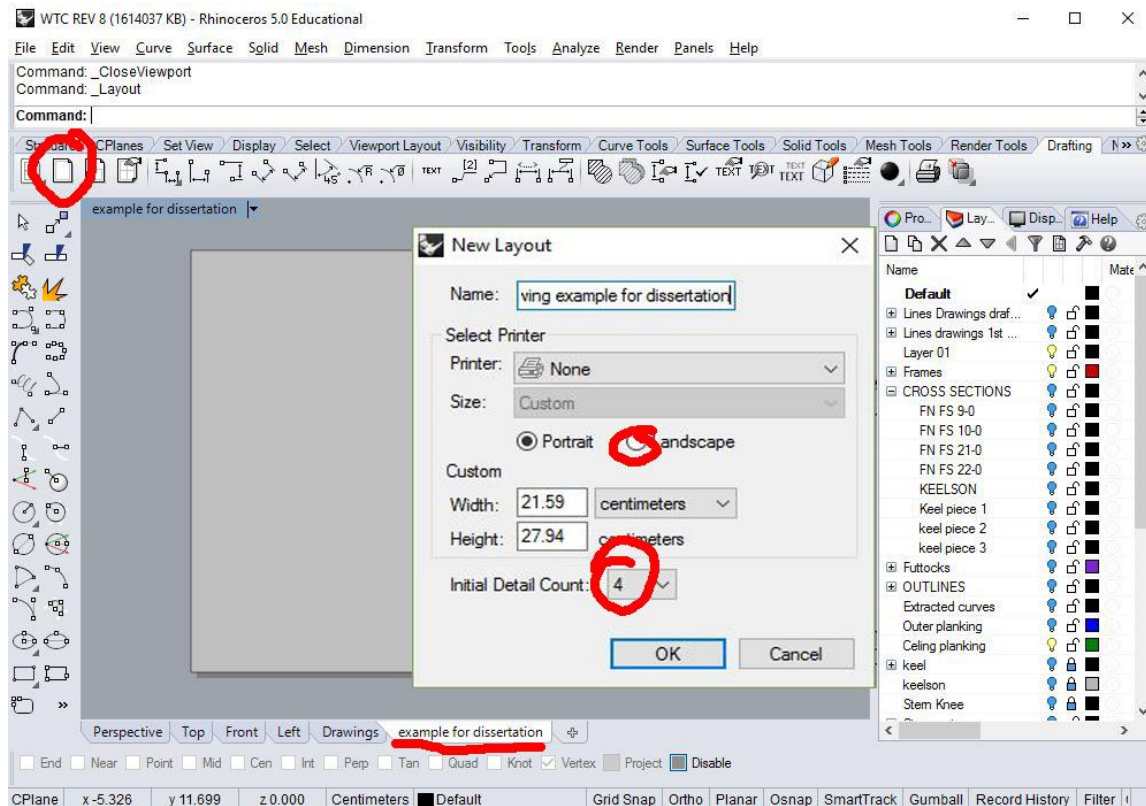 WTC REV 8 (1614037 KB) - Rhinoceros 5.0 Educational
File Edit View Curve Surface Solid Mesh Dimension Transform Tools Analyze Render Panels Help
Command: _CloseViewport
Command: _Layout
Command:
CPlanes Set View Display Select Viewport Layout Visibility Transform Curve Tools Surface Tools Solid Tools Mesh Tools Render Tools Drafting
example for dissertation
Pro... Lay... Disp... Help
Name Mate
Default
Lines Drawings draf...
Lines drawings 1st ...
Layer 01
Frames
CROSS SECTIONS
FN FS 9-0
FN FS 10-0
FN FS 21-0
FN FS 22-0
KEELSON
Keel piece 1
keel piece 2
keel piece 3
Futtocks
OUTLINES
Extracted curves
Outer planking
Celing planking
keel
keelson
Stem Knee
New Layout
Name: ving example for dissertation
Select Printer
Printer: None
Size: Custom
Portrait Landscape
Custom
Width: 21.59 centimeters
Height: 27.94 centimeters
Initial Detail Count: 4
OK Cancel
Perspective Top Front Left Drawings example for dissertation
End Near Point Mid Cen Int Perp Tan Quad Knot Vertex Project Disable
CPlane x -5.326 y 11.699 z 0.000 Centimeters Default Grid Snap Ortho Planar Osnap SmartTrack Gumball Record History Filter